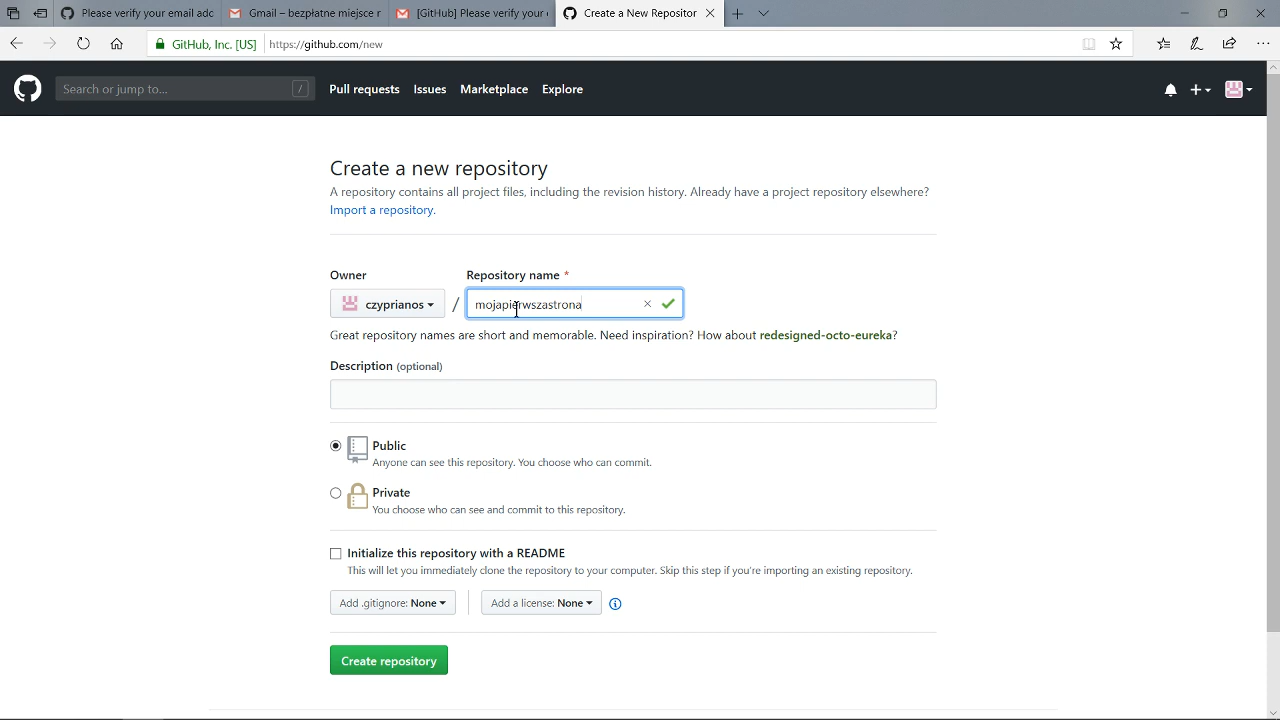 Please verify your email adc
Gmail – bezpłatne miejsce r
[GitHub] Please verify your
Create a New Repositor
GitHub, Inc. [US] https://github.com/new
Search or jump to... /
Pull requests Issues Marketplace Explore
Create a new repository
A repository contains all project files, including the revision history. Already have a project repository elsewhere?
Import a repository.
Owner Repository name *
czyprianos / mojapierwszastrona
Great repository names are short and memorable. Need inspiration? How about redesigned-octo-eureka?
Description (optional)
Public
Anyone can see this repository. You choose who can commit.
Private
You choose who can see and commit to this repository.
Initialize this repository with a README
This will let you immediately clone the repository to your computer. Skip this step if you're importing an existing repository.
Add .gitignore: None Add a license: None
Create repository